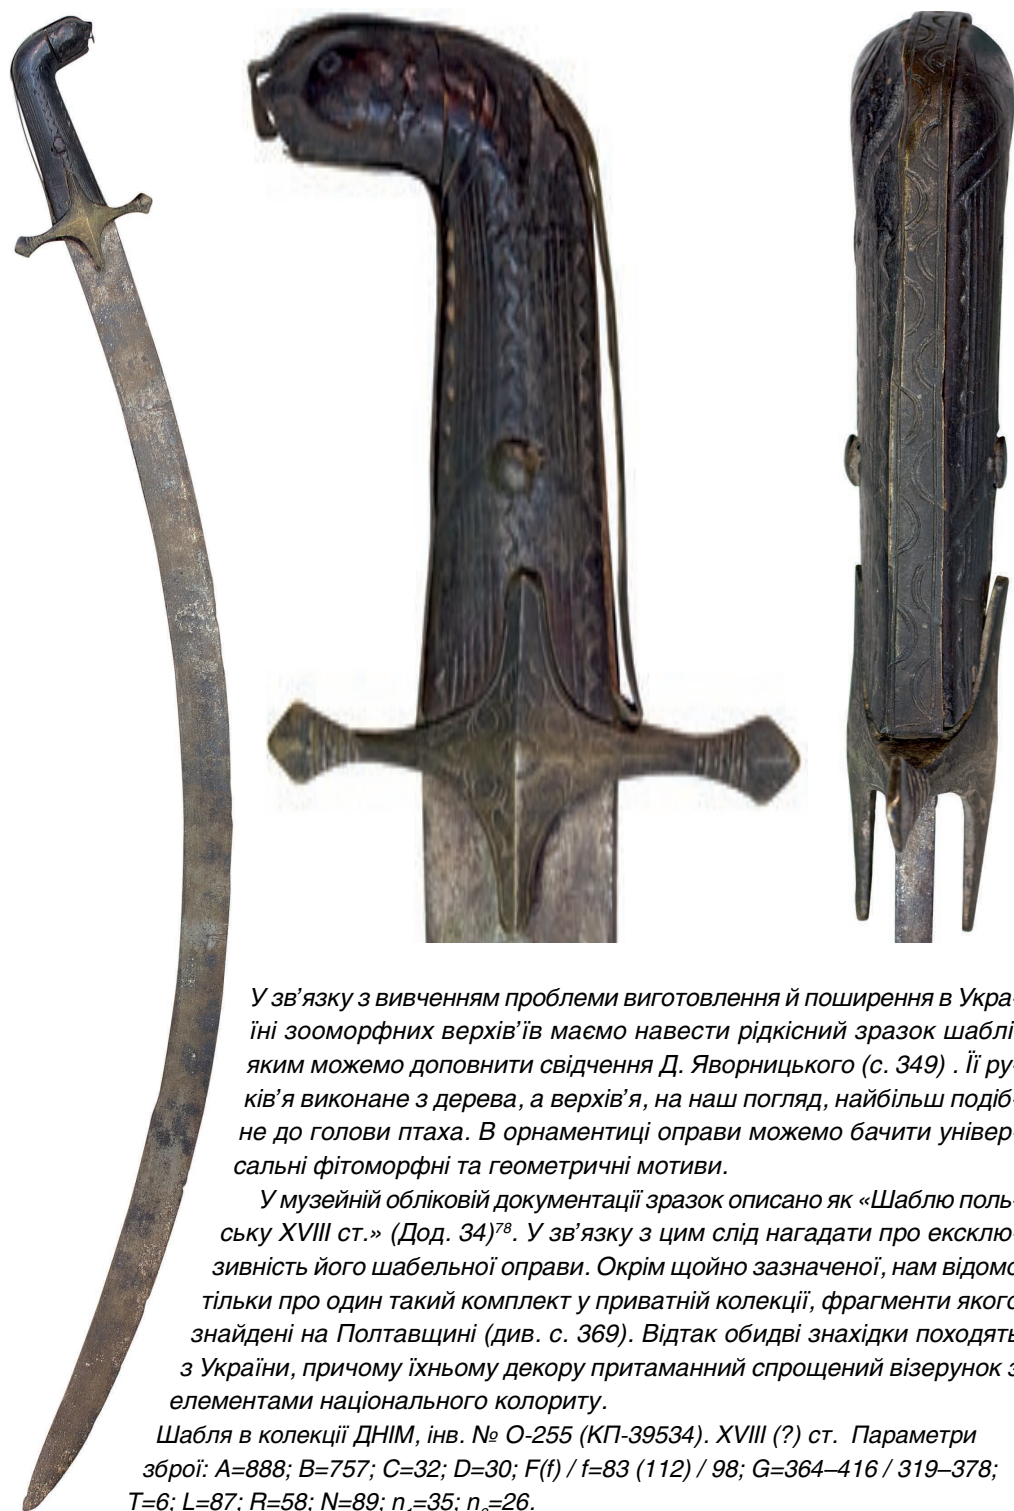 У зв’язку з вивченням проблеми виготовлення й поширення в Укра-
їні зооморфних верхів’їв маємо навести рідкісний зразок шаблі
яким можемо доповнити свідчення Д. Яворницького (с. 349) . Її ру-
ків’я виконане з дерева, а верхів’я, на наш погляд, найбільш подіб-
не до голови птаха. В орнаментиці оправи можемо бачити універ-
сальні фітоморфні та геометричні мотиви.
У музейній обліковій документації зразок описано як «Шаблю поль-
ську XVIII ст.» (Дод. 34)⁷⁸. У зв’язку з цим слід нагадати про ексклю-
зивність його шабельної оправи. Окрім щойно зазначеної, нам відомо
тільки про один такий комплект у приватній колекції, фрагменти якого
знайдені на Полтавщині (див. с. 369). Відтак обидві знахідки походять
з України, причому їхньому декору притаманний спрощений візерунок з
елементами національного колориту.
Шабля в колекції ДНІМ, інв. № О-255 (КП-39534). XVIII (?) ст. Параметри
зброї: A=888; B=757; C=32; D=30; F(f) / f=83 (112) / 98; G=364–416 / 319–378;
T=6; L=87; R=58; N=89; n₁=35; n₂=26.